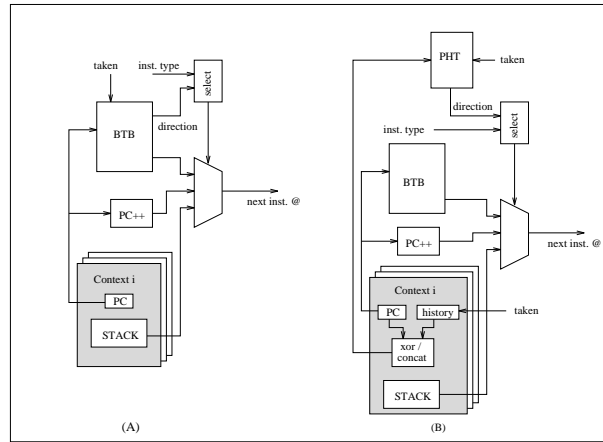 taken
inst. type
select
BTB
direction
PC++
next inst. @
Context i
PC
STACK
(A)
PHT
taken
direction
select
inst. type
BTB
PC++
next inst. @
Context i
PC
history
taken
xor /
concat
STACK
(B)